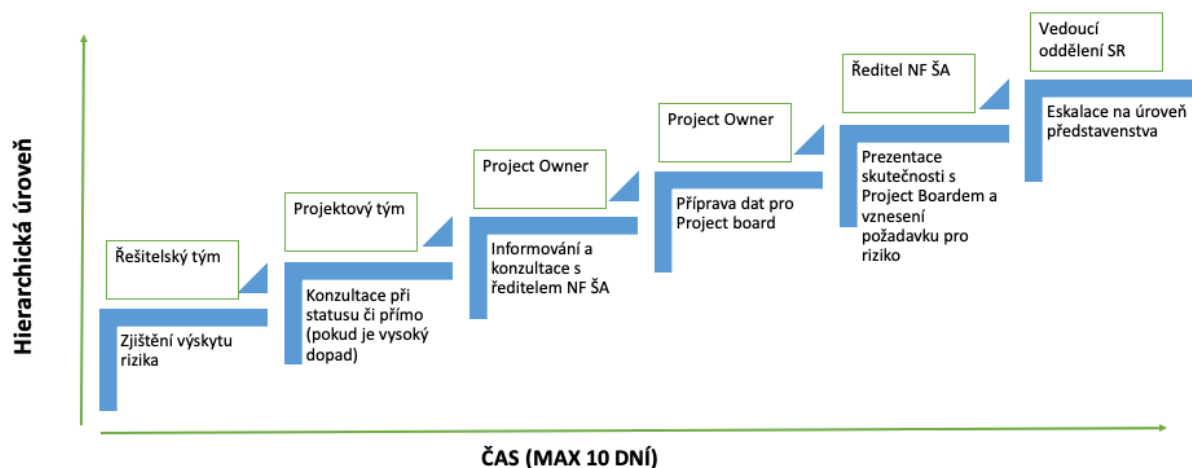 Hierarchická úroveň
Řešitelský tým
Zjištění výskytu
rizika
Projektový tým
Konzultace při
statusu či přímo
(pokud je vysoký
dopad)
Project Owner
Informování a
konzultace s
ředitelem NF ŠA
Project Owner
Příprava dat pro
Project board
Ředitel NF ŠA
Prezentace
skutečnosti s
Project Boardem a
vznesení
požadavku pro
riziko
Vedoucí
oddělení SR
Eskalace na úroveň
představenstva
ČAS (MAX 10 DNÍ)